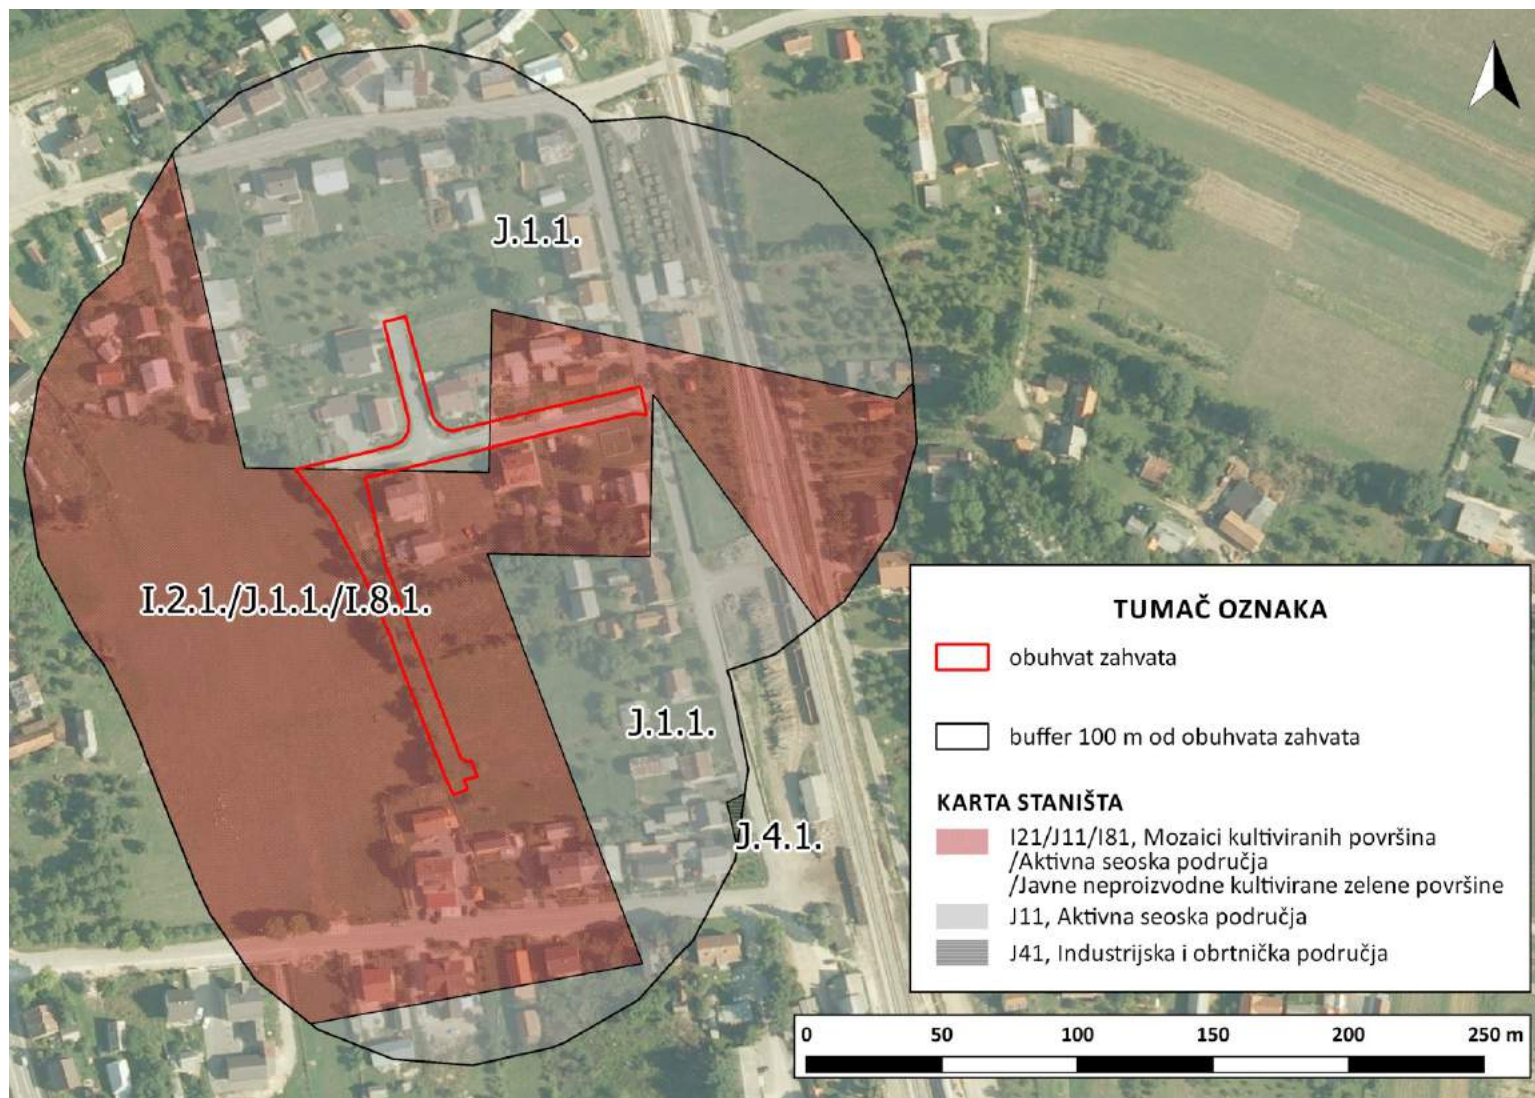 J.1.1.
I.2.1./J.1.1./I.8.1.
J.1.1.
J.4.1.
TUMAČ OZNAKA
obuhvat zahvata
buffer 100 m od obuhvata zahvata
KARTA STANIŠTA
I21/J11/I81, Mozaici kultiviranih površina
/Aktivna seoska područja
/Javne neproizvodne kultivirane zelene površine
J11, Aktivna seoska područja
J41, Industrijska i obrtnička područja
0 50 100 150 200 250 m